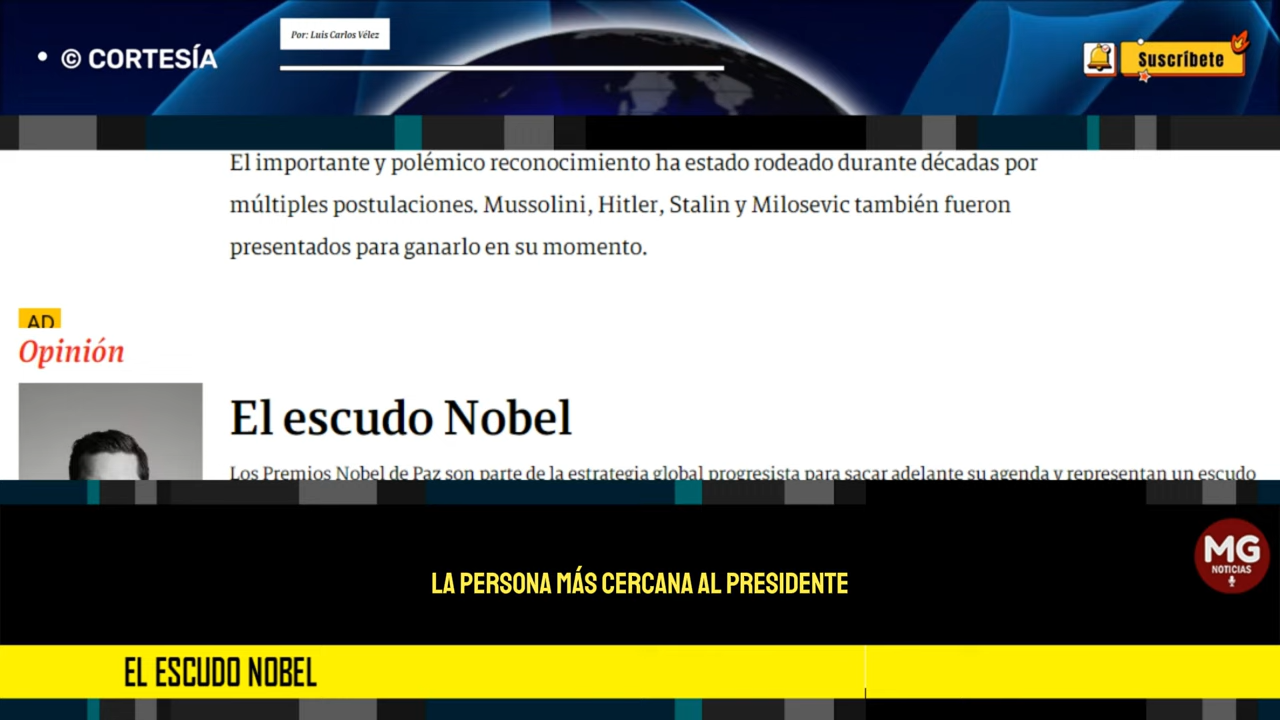 Por: Luis Carlos Vélez
• © CORTESÍA
Suscríbete
El importante y polémico reconocimiento ha estado rodeado durante décadas por
múltiples postulaciones. Mussolini, Hitler, Stalin y Milosevic también fueron
presentados para ganarlo en su momento.
AD
Opinión
El escudo Nobel
Los Premios Nobel de Paz son parte de la estrategia global progresista para sacar adelante su agenda y representan un escudo
MG
NOTICIAS
LA PERSONA MÁS CERCANA AL PRESIDENTE
EL ESCUDO NOBEL